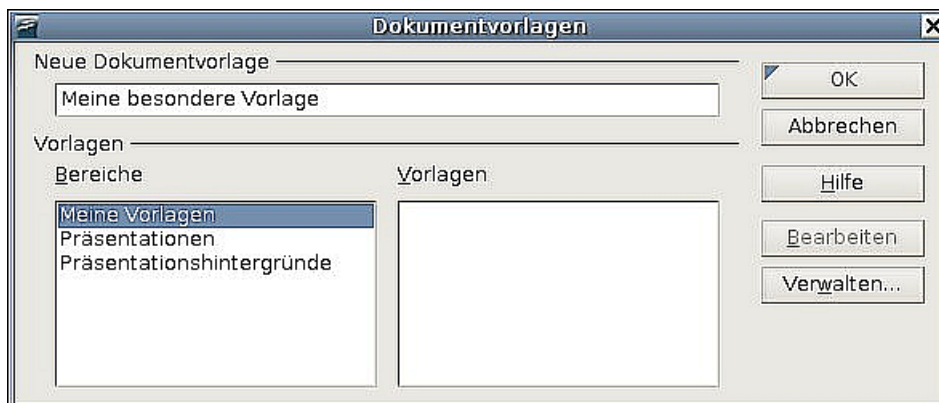 Dokumentvorlagen
Neue Dokumentvorlage
Meine besondere Vorlage
OK
Abbrechen
Vorlagen
Bereiche
Vorlagen
Hilfe
Meine Vorlagen
Präsentationen
Präsentationshintergründe
Bearbeiten
Verwalten...